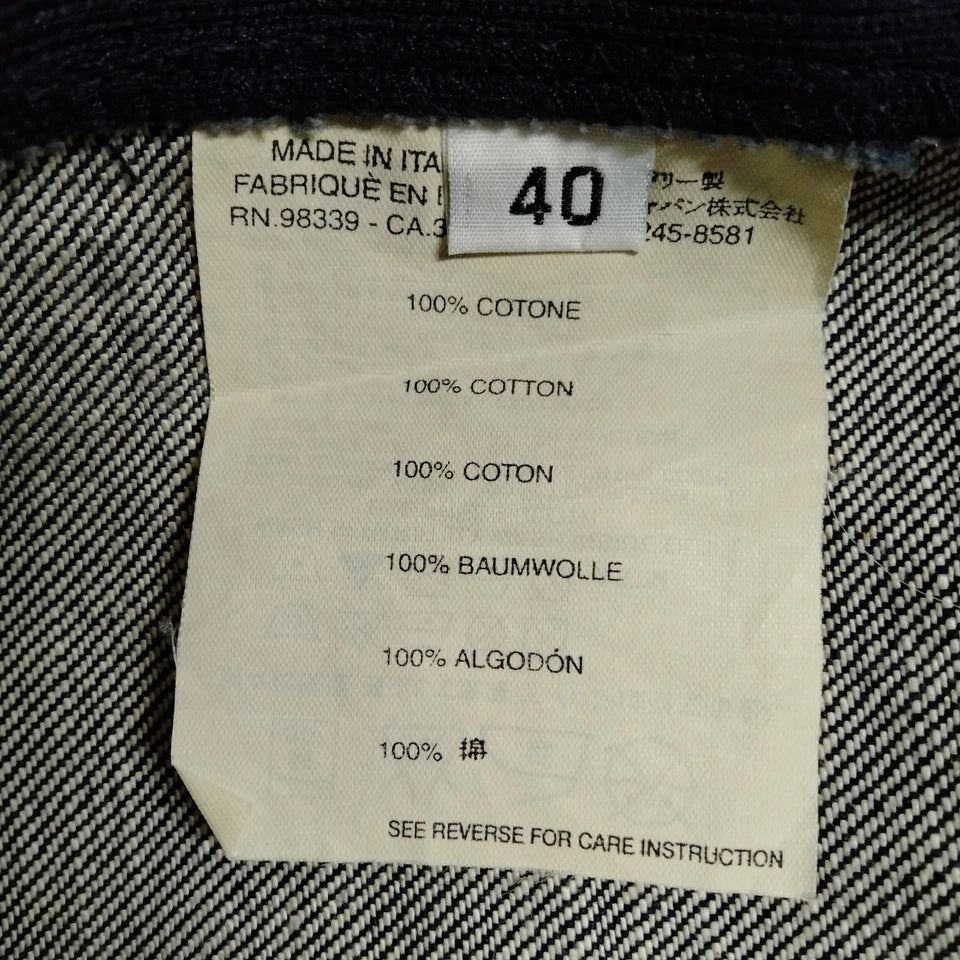 MADE IN ITA
FABRIQUÈ EN I
RN.98339 - CA.3
40
リー製
ャパン株式会社
245-8581
100% COTONE
100% COTTON
100% COTON
100% BAUMWOLLE
100% ALGODÓN
100% 綿
SEE REVERSE FOR CARE INSTRUCTION